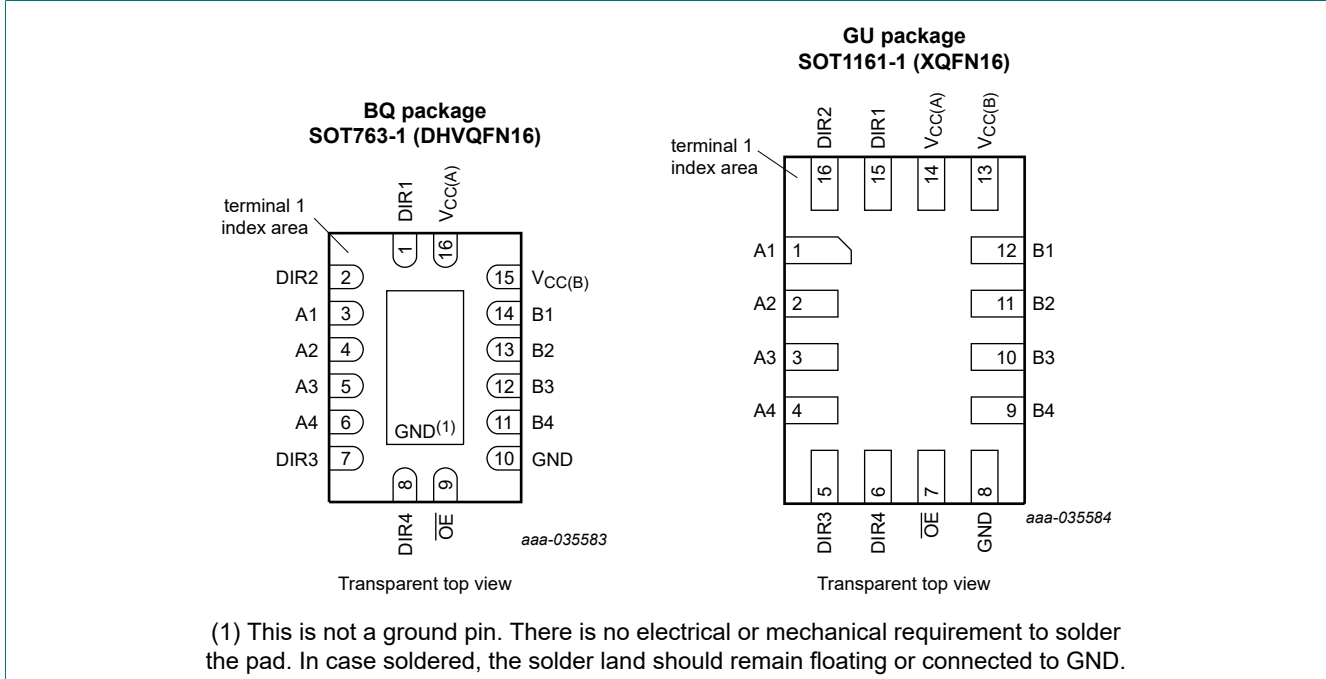 BQ package
SOT763-1 (DHVQFN16)
terminal 1
index area
DIR1
VCC(A)
1
16
DIR2 2
15 VCC(B)
A1 3
14 B1
A2 4
13 B2
A3 5
12 B3
A4 6
11 B4
DIR3 7
10 GND
GND(1)
8
9
DIR4
OE
aaa-035583
Transparent top view
GU package
SOT1161-1 (XQFN16)
terminal 1
index area
DIR2
DIR1
VCC(A)
VCC(B)
16
15
14
13
A1 1
12 B1
A2 2
11 B2
A3 3
10 B3
A4 4
9 B4
5
6
7
8
DIR3
DIR4
OE
GND
aaa-035584
Transparent top view
(1) This is not a ground pin. There is no electrical or mechanical requirement to solder
the pad. In case soldered, the solder land should remain floating or connected to GND.